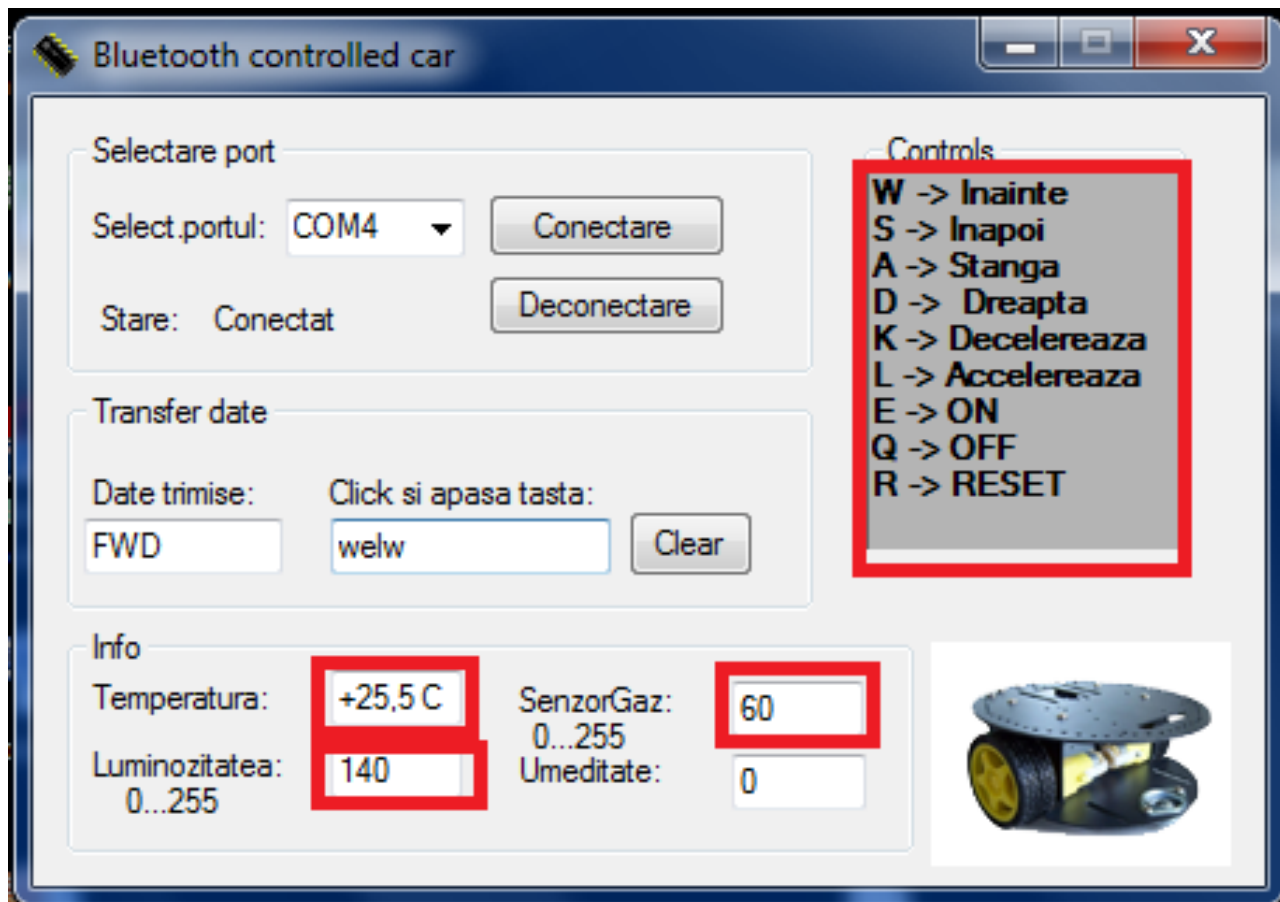 Bluetooth controlled car
Selectare port
Select.portul: COM4 Conectare
Stare: Conectat Deconectare
Controls
W -> Inainte
S -> Inapoi
A -> Stanga
D -> Dreapta
K -> Decelereaza
L -> Accelereaza
E -> ON
Q -> OFF
R -> RESET
Transfer date
Date trimise: Click si apasa tasta:
FWD welw Clear
Info
Temperatura: +25,5 C SenzorGaz: 60
0...255
Luminozitatea: 140 Umeditate: 0
0...255